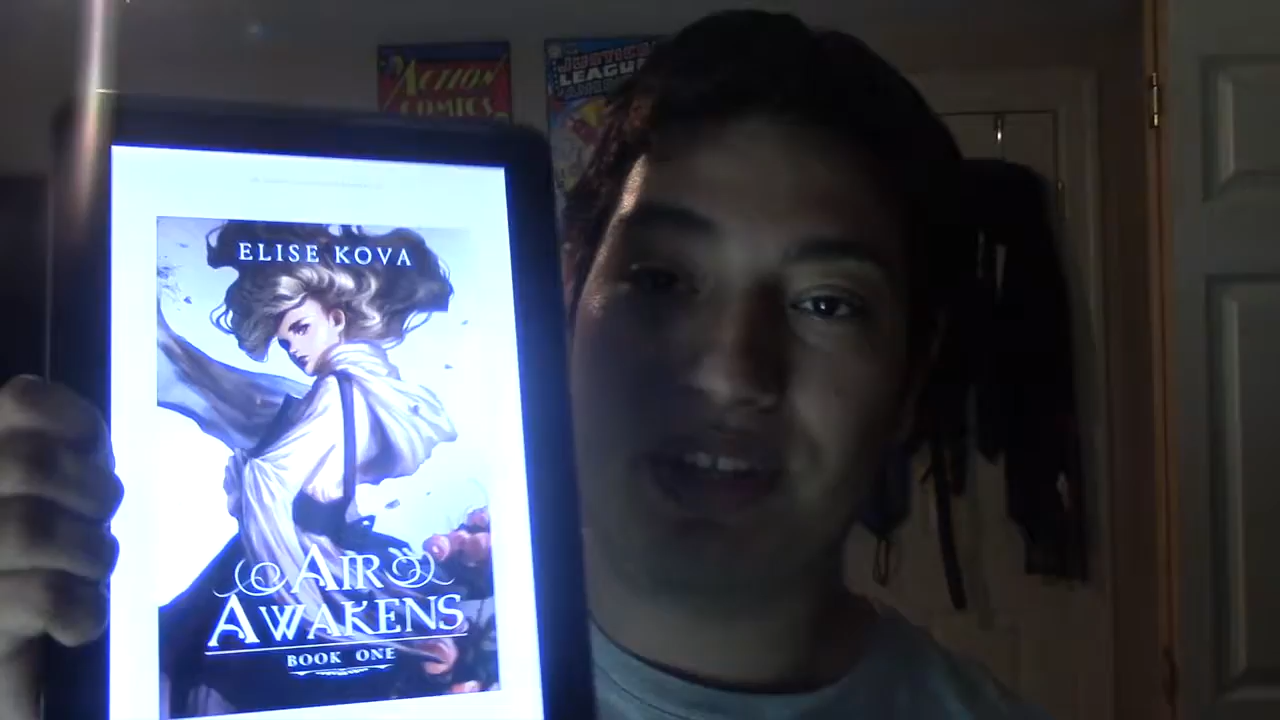 ACTION
COMICS
JUSTICE
LEAGUE
ELISE KOVA
AIR
AWAKENS
BOOK ONE